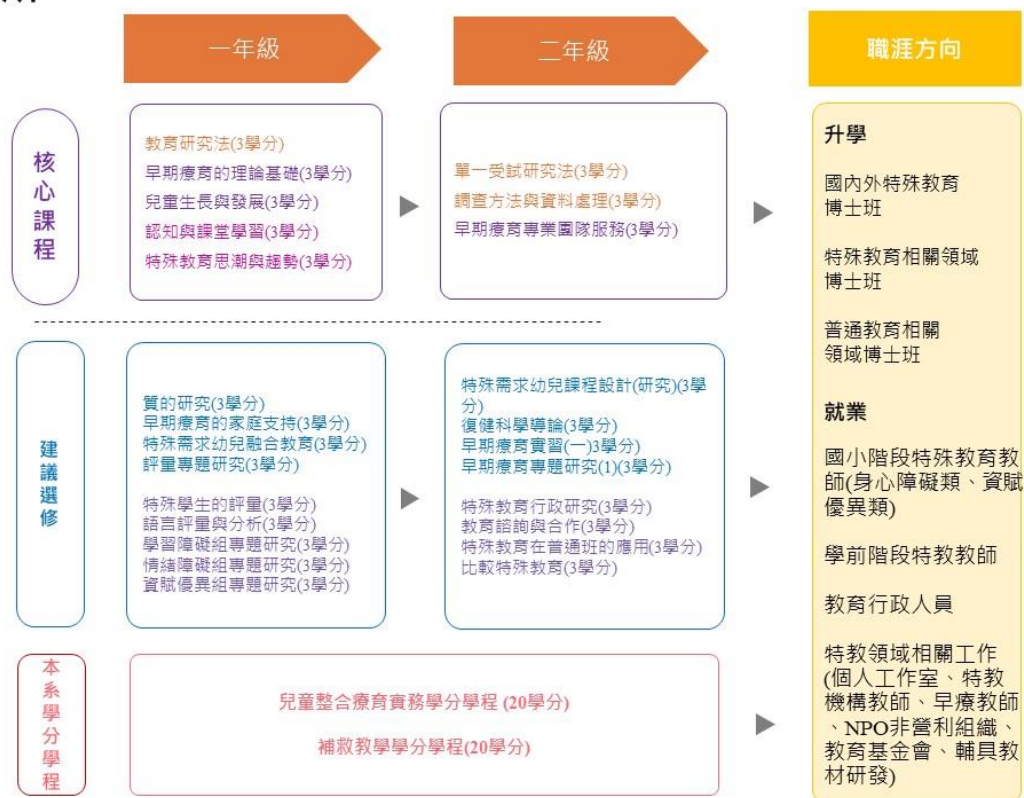 一年級
二年級
職涯方向
核心課程
教育研究法(3學分)
早期療育的理論基礎(3學分)
兒童生長與發展(3學分)
認知與課堂學習(3學分)
特殊教育思潮與趨勢(3學分)
單一受試研究法(3學分)
調查方法與資料處理(3學分)
早期療育專業團隊服務(3學分)
建議選修
質的研究(3學分)
早期療育的家庭支持(3學分)
特殊需求幼兒融合教育(3學分)
評量專題研究(3學分)
特殊學生的評量(3學分)
語言評量與分析(3學分)
學習障礙組專題研究(3學分)
情緒障礙組專題研究(3學分)
資賦優異組專題研究(3學分)
特殊需求幼兒課程設計(研究)(3學
分)
復健科學導論(3學分)
早期療育實習(一)3學分)
早期療育專題研究(1)(3學分)
特殊教育行政研究(3學分)
教育諮詢與合作(3學分)
特殊教育在普通班的應用(3學分)
比較特殊教育(3學分)
本系學分學程
兒童整合療育實務學分學程 (20學分)
補救教學學分學程(20學分)
升學
國內外特殊教育
博士班
特殊教育相關領域
博士班
普通教育相關
領域博士班
就業
國小階段特殊教育教
師(身心障礙類、資賦
優異類)
學前階段特教教師
教育行政人員
特教領域相關工作
(個人工作室、特教
機構教師、早療教師
、NPO非營利組織、
教育基金會、輔具教
材研發)